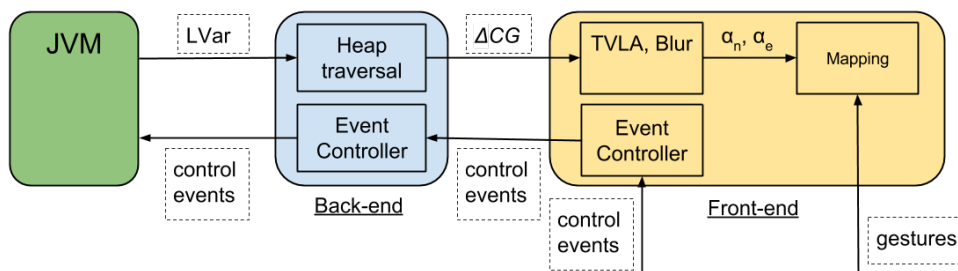 JVM
LVar
Heap
traversal
ΔCG
TVLA, Blur
αn, αe
Mapping
Event
Controller
Event
Controller
control
events
control
events
Back-end
control
events
Front-end
gestures